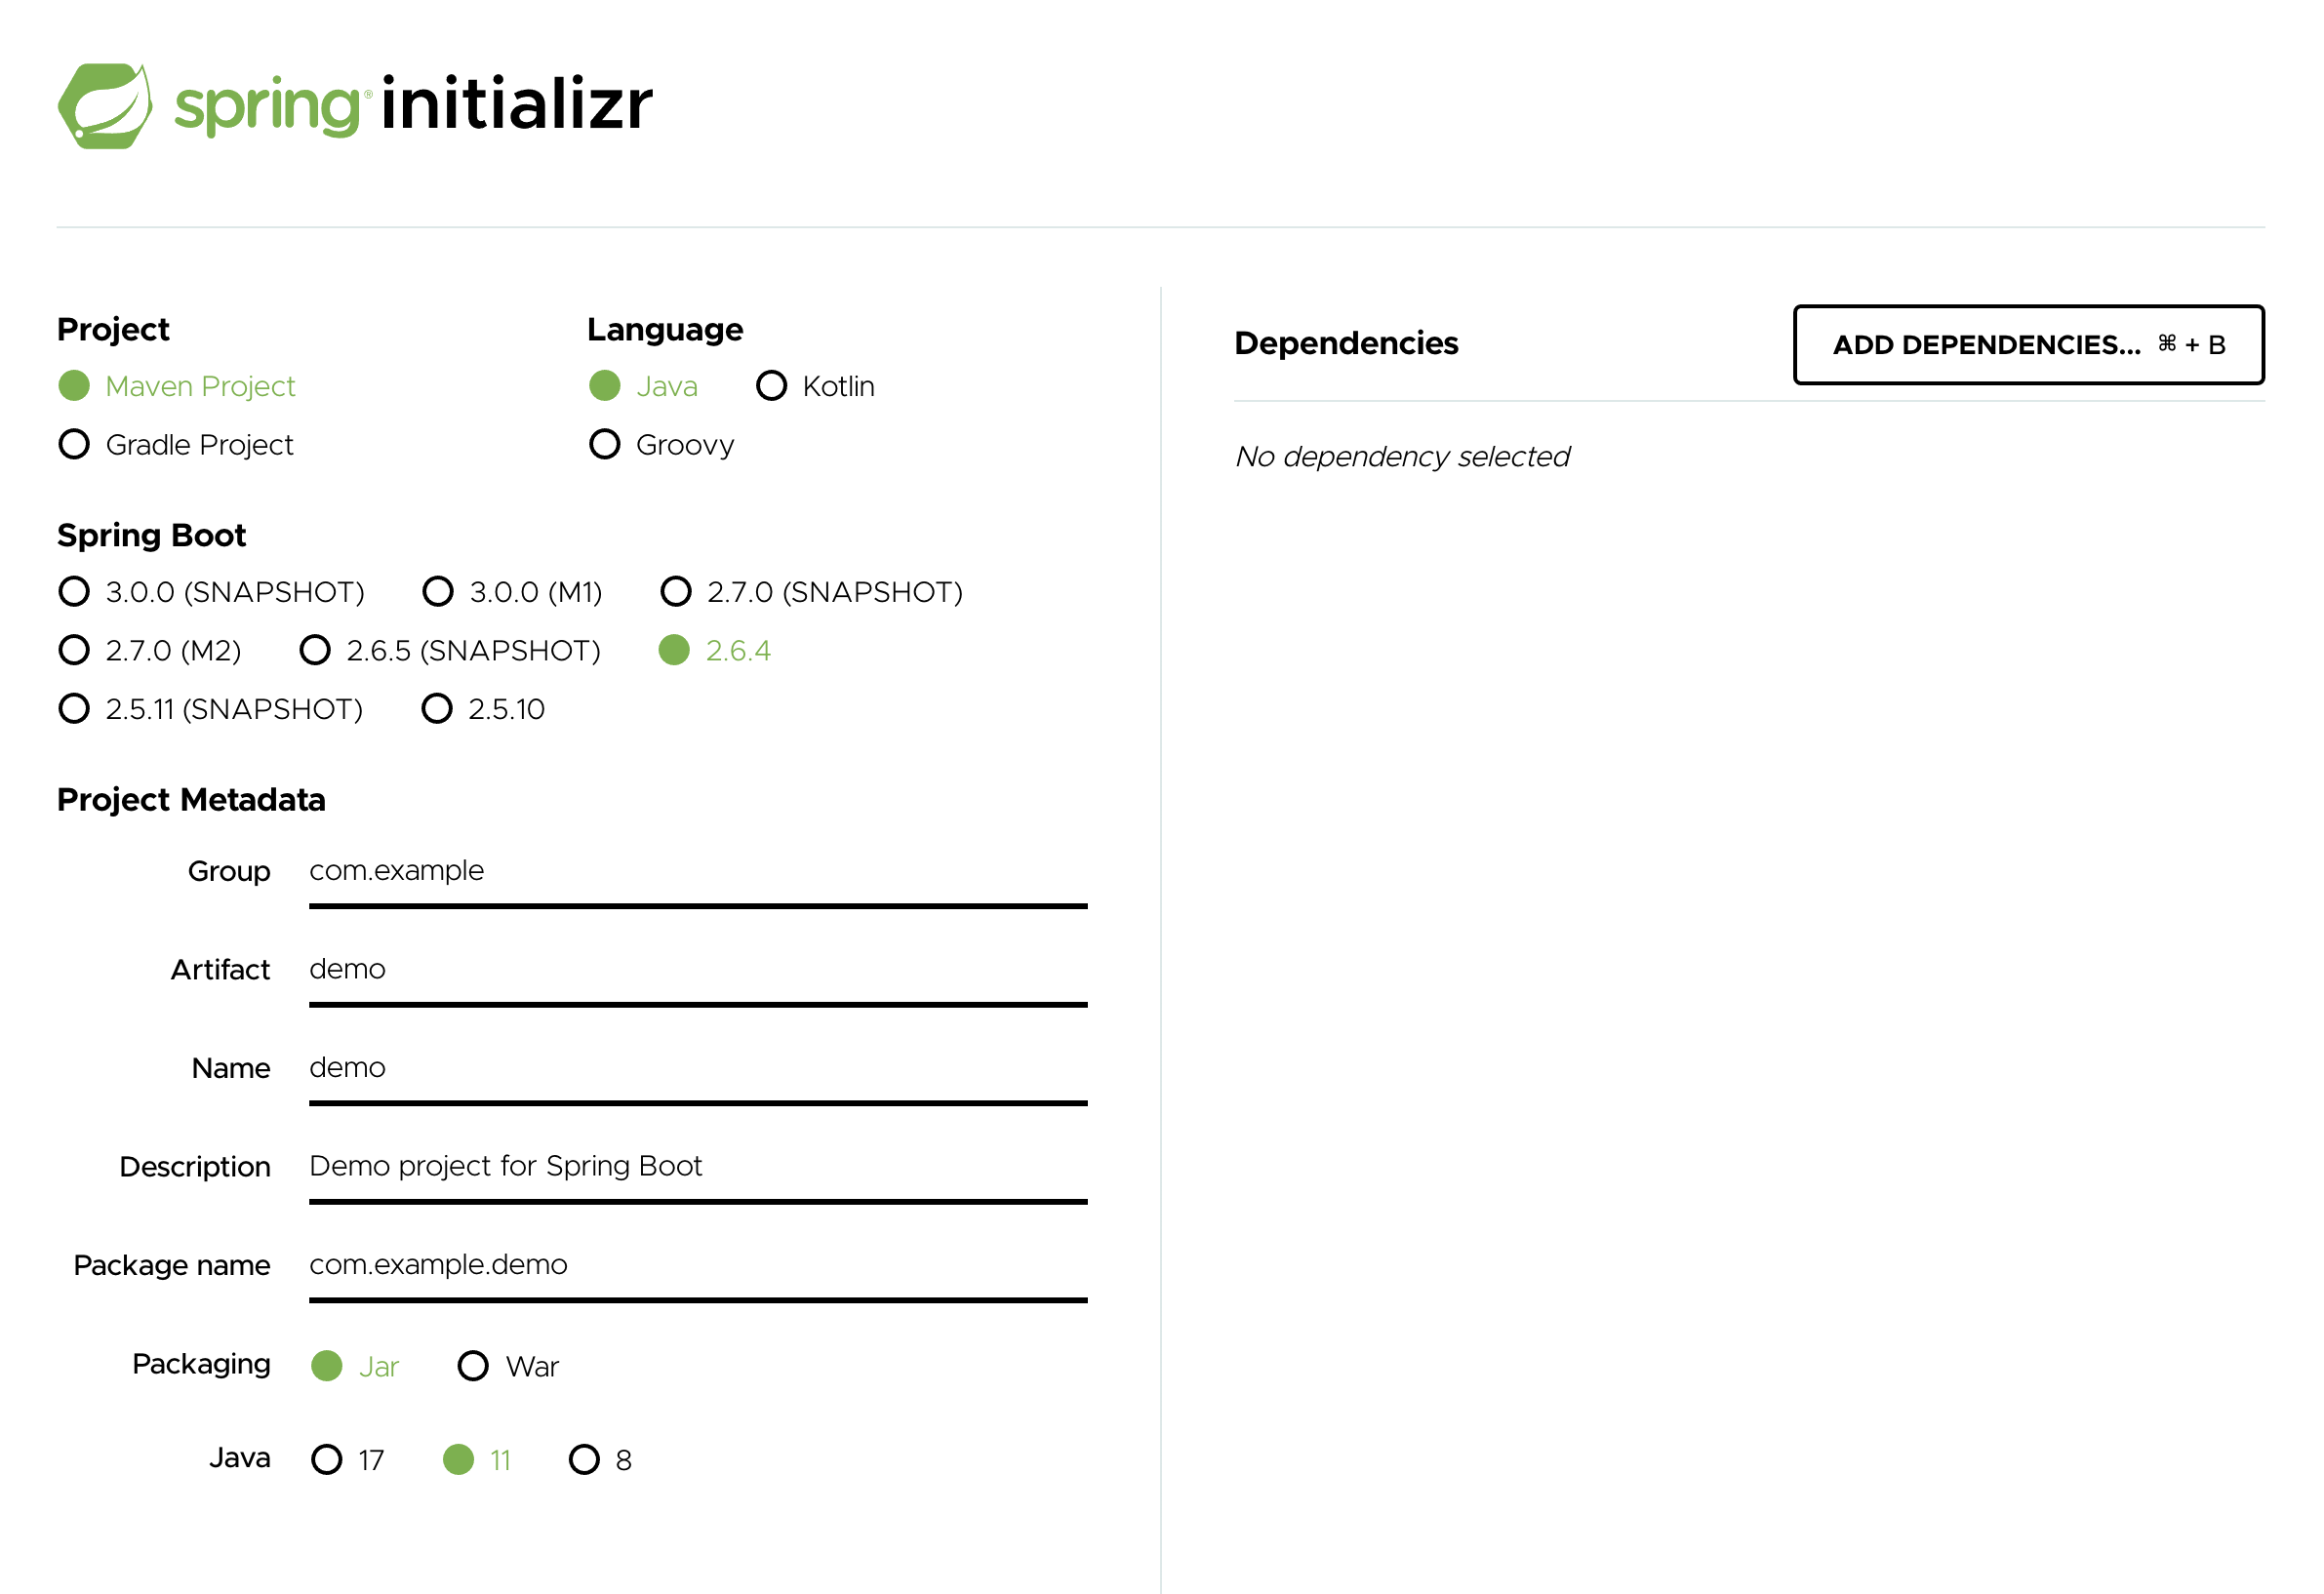 spring® initializr
Project
Maven Project
Gradle Project
Language
Java Kotlin
Groovy
Spring Boot
3.0.0 (SNAPSHOT) 3.0.0 (M1) 2.7.0 (SNAPSHOT)
2.7.0 (M2) 2.6.5 (SNAPSHOT) 2.6.4
2.5.11 (SNAPSHOT) 2.5.10
Project Metadata
Group com.example
Artifact demo
Name demo
Description Demo project for Spring Boot
Package name com.example.demo
Packaging Jar War
Java 17 11 8
Dependencies
ADD DEPENDENCIES... ⌘ + B
No dependency selected